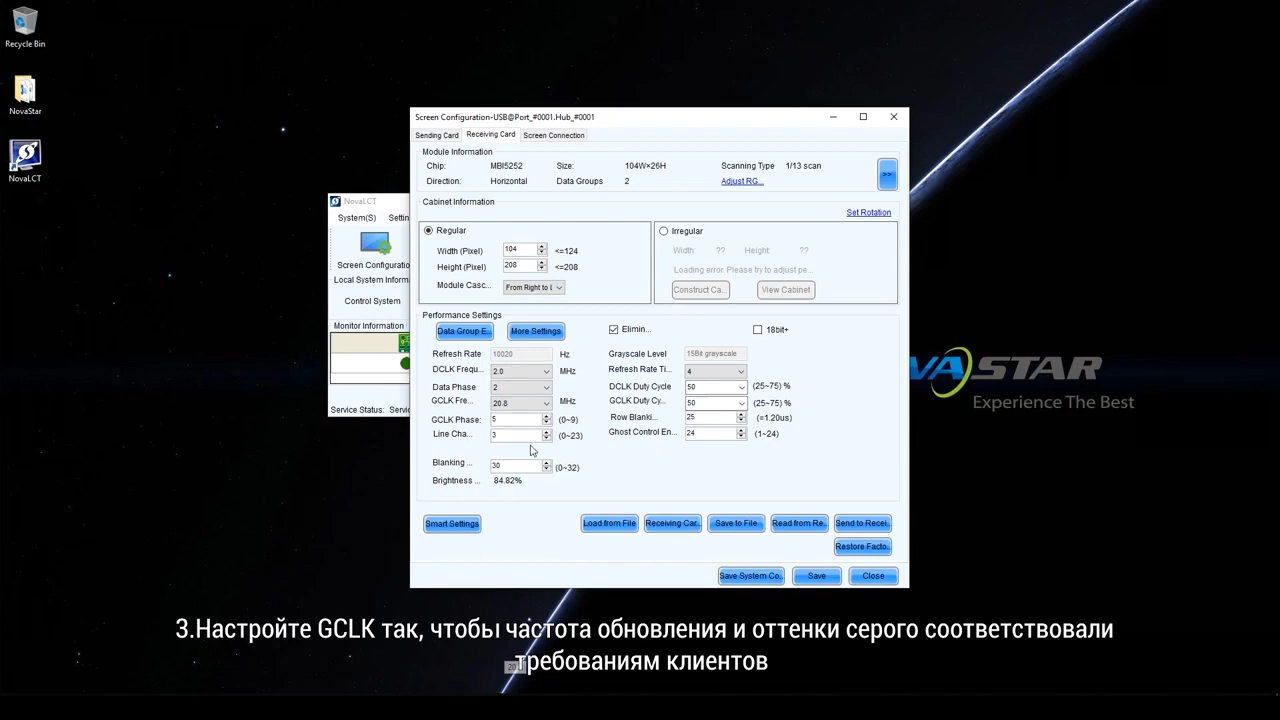 Recycle Bin
NovaStar
NovaLCT
NovaLCT
System(S) Settin
Screen Configuratio
Local System Inform
Control System
Monitor Information
Service Status: Servic
Screen Configuration-USB@Port_#0001.Hub_#0001
Sending Card Receiving Card Screen Connection
Module Information
Chip: MBI5252 Size: 104W×26H Scanning Type 1/13 scan
Direction: Horizontal Data Groups 2 Adjust RG...
>>
Cabinet Information
Set Rotation
Regular
Width (Pixel) 104 <=124
Height (Pixel) 208 <=208
Module Casc... From Right to L
Irregular
Width: ?? Height: ??
Loading error. Please try to adjust pe...
Construct Ca... View Cabinet
Performance Settings
Data Group E... More Settings Elimin... 18bit+
Refresh Rate 10020 Hz Grayscale Level 15Bit grayscale
DCLK Frequ... 2.0 MHz Refresh Rate Ti... 4
Data Phase 2 DCLK Duty Cycle 50 (25~75) %
GCLK Fre... 20.8 MHz GCLK Duty Cy... 50 (25~75) %
GCLK Phase: 5 (0~9) Row Blanki... 25 (=1.20us)
Line Cha... 3 (0~23) Ghost Control En... 24 (1~24)
Blanking ... 30 (0~32)
Brightness ... 84.82%
Smart Settings Load from File Receiving Car.. Save to File Read from Re.. Send to Recei..
Restore Facto..
Save System Co.. Save Close
VASTAR
Experience The Best
3.Настройте GCLK так, чтобы частота обновления и оттенки серого соответствовали
требованиям клиентов